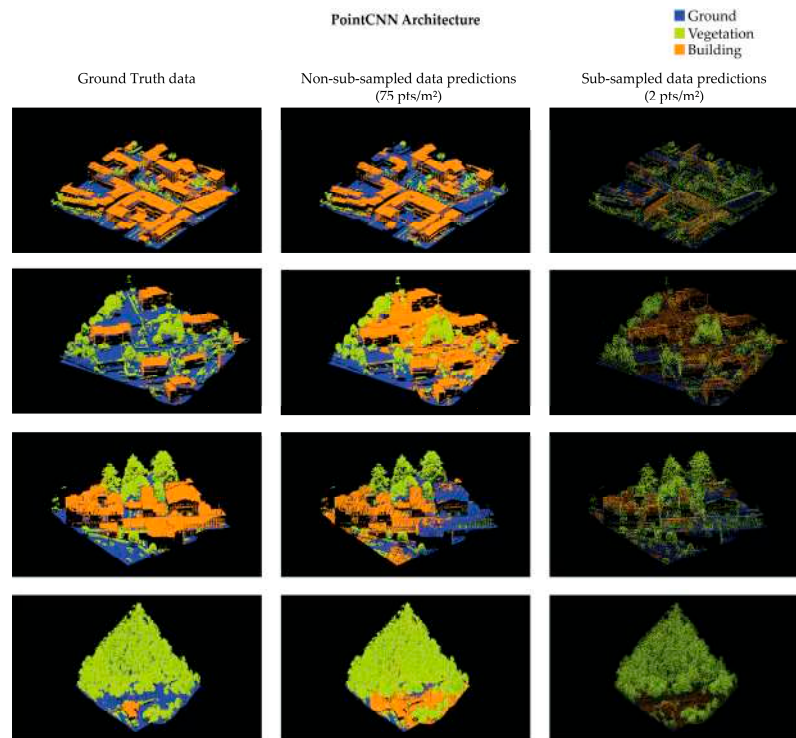 PointCNN Architecture
Ground
Vegetation
Building
Ground Truth data
Non-sub-sampled data predictions
(75 pts/m²)
Sub-sampled data predictions
(2 pts/m²)